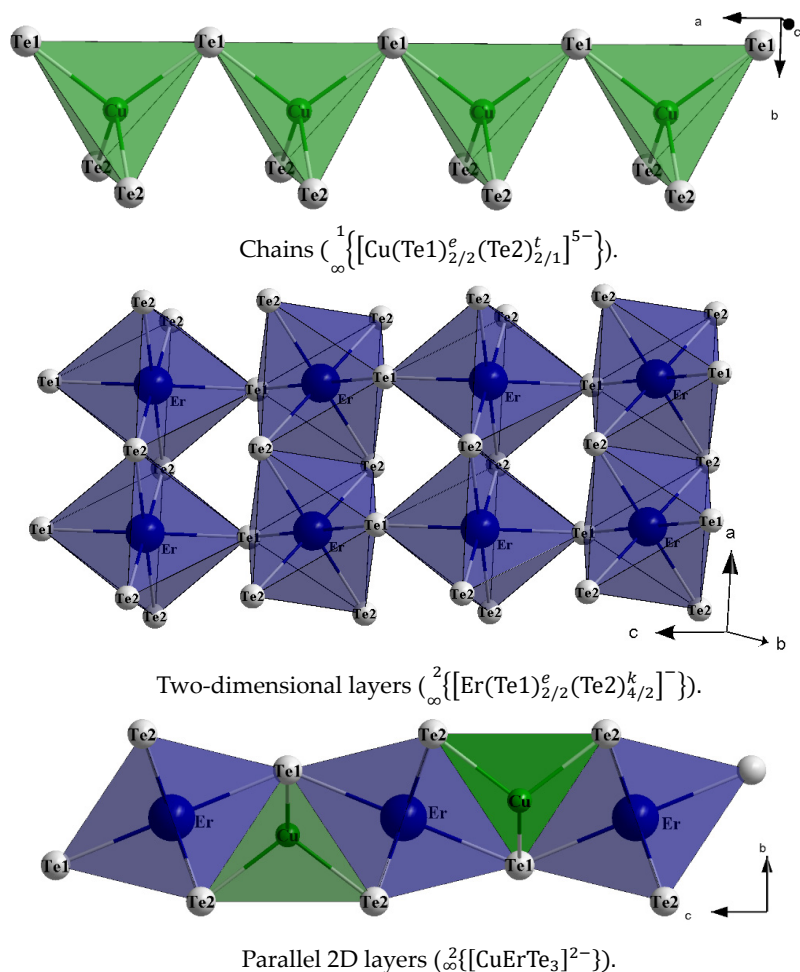 Te1 Te1 Te1 Te1 Te1 a c
Cu Cu Cu Cu b
Te2 Te2 Te2 Te2
Te2 Te2 Te2 Te2
Chains (¹∞{[Cu(Te1)ᵉ₂/₂(Te2)ᵗ₂/₁]⁵⁻}).
Te2 Te2 Te2 Te2
Te2 Te2 Te2 Te2
Te1 Te1 Te1 Te1 Te1
Er Er Er Er
Te2 Te2 Te2 Te2
Te2 Te2 Te2 Te2
Te1 Te1 Te1 Te1 Te1
Er Er Er Er a
Te2 Te2 Te2 Te2
Te2 Te2 Te2 Te2
c b
Two-dimensional layers (²∞{[Er(Te1)ᵉ₂/₂(Te2)ᵏ₄/₂]⁻}).
Te2 Te2 Te2
Te1
Er Er Cu Er
Cu
Te1 Te1 b
Te2 Te2 Te2 c
Parallel 2D layers (²∞{[CuErTe₃]²⁻}).